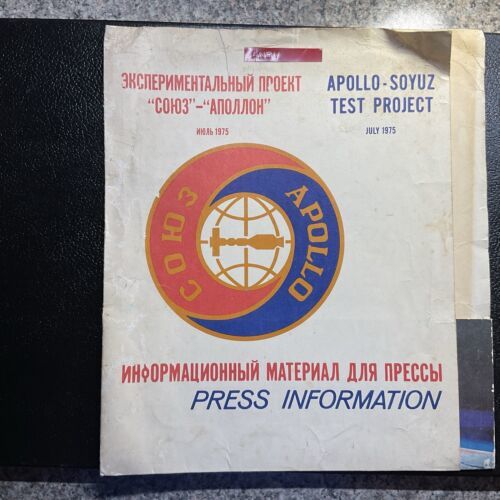 ЭКСПЕРИМЕНТАЛЬНЫЙ ПРОЕКТ
"СОЮЗ"-"АПОЛЛОН"
ИЮЛЬ 1975
APOLLO-SOYUZ
TEST PROJECT
JULY 1975
СОЮЗ
APOLLO
ИНФОРМАЦИОННЫЙ МАТЕРИАЛ ДЛЯ ПРЕССЫ
PRESS INFORMATION